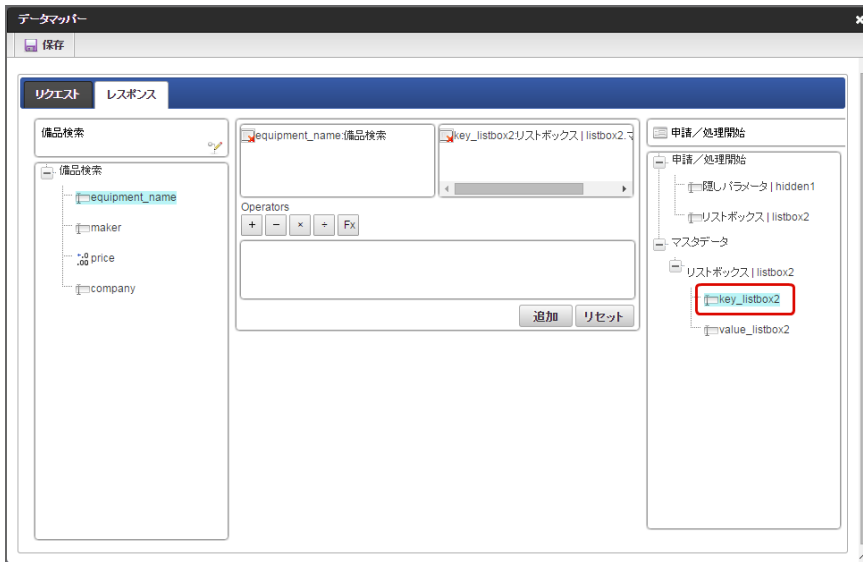 データマッパー
保存
リクエスト
レスポンス
備品検索
備品検索
equipment_name
maker
price
company
equipment_name:備品検索
key_listbox2:リストボックス | listbox2.マ
Operators
+ − × ÷ Fx
追加
リセット
申請／処理開始
申請／処理開始
隠しパラメータ | hidden1
リストボックス | listbox2
マスタデータ
リストボックス | listbox2
key_listbox2
value_listbox2